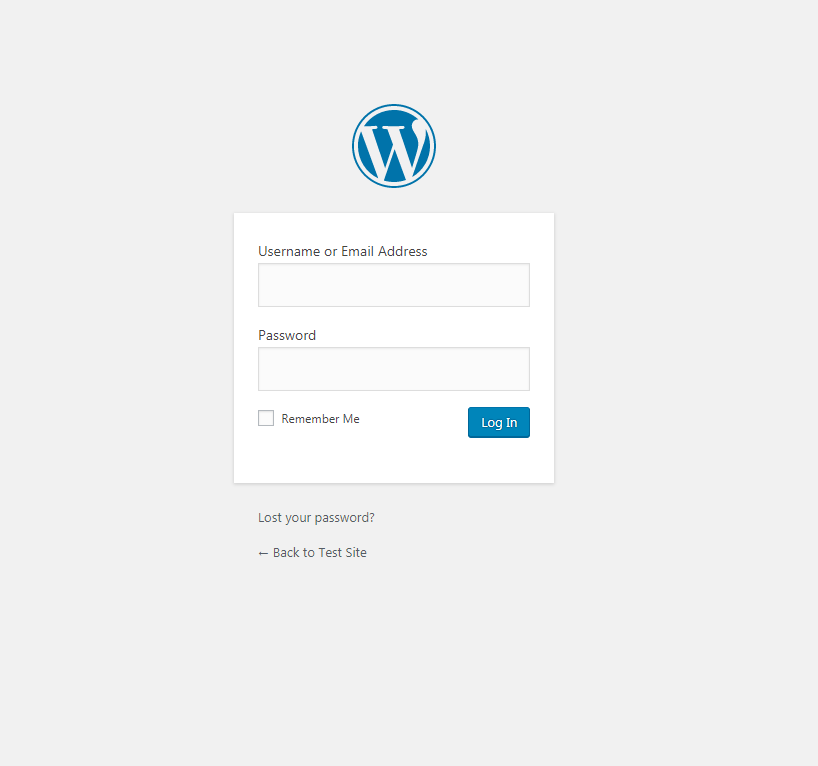 Username or Email Address
Password
Remember Me
Log In
Lost your password?
← Back to Test Site